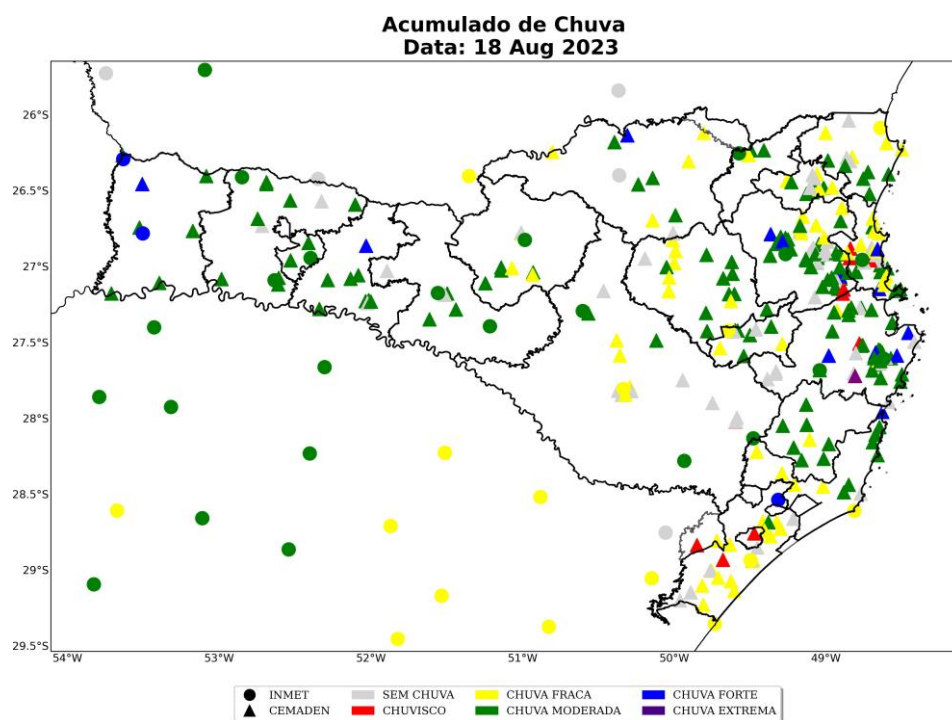 Acumulado de Chuva
Data: 18 Aug 2023
26°S
26.5°S
27°S
27.5°S
28°S
28.5°S
29°S
29.5°S
54°W 53°W 52°W 51°W 50°W 49°W
INMET SEM CHUVA CHUVA FRACA CHUVA FORTE
CEMADEN CHUVISCO CHUVA MODERADA CHUVA EXTREMA